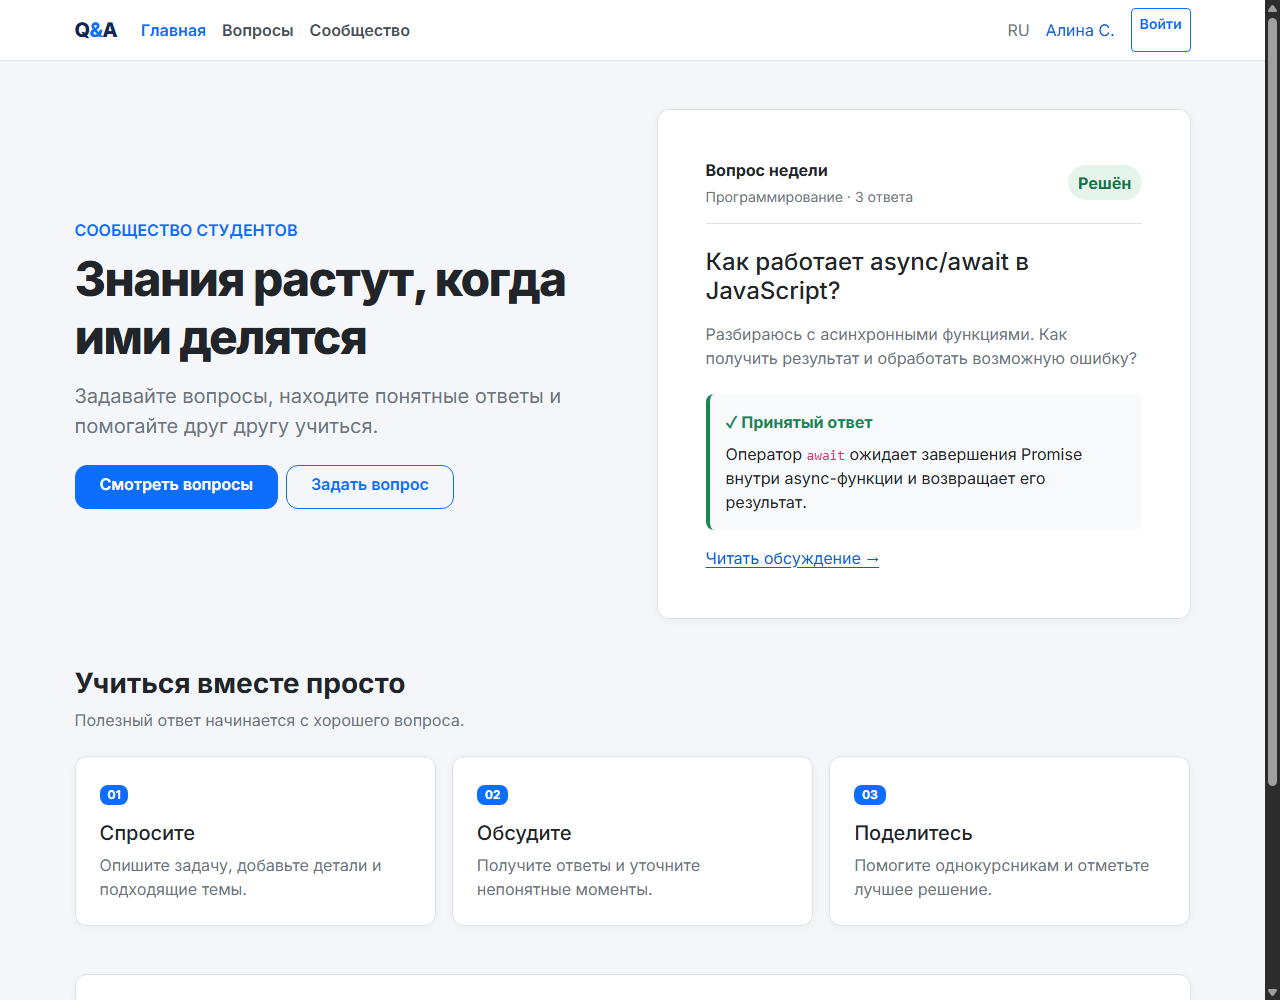 Q&A Главная Вопросы Сообщество RU Алина С. Войти
СООБЩЕСТВО СТУДЕНТОВ
Знания растут, когда
ими делятся
Задавайте вопросы, находите понятные ответы и
помогайте друг другу учиться.
Смотреть вопросы Задать вопрос
Вопрос недели
Программирование · 3 ответа
Решён
Как работает async/await в
JavaScript?
Разбираюсь с асинхронными функциями. Как
получить результат и обработать возможную ошибку?
✓ Принятый ответ
Оператор await ожидает завершения Promise
внутри async-функции и возвращает его
результат.
Читать обсуждение →
Учиться вместе просто
Полезный ответ начинается с хорошего вопроса.
01
Спросите
Опишите задачу, добавьте детали и
подходящие темы.
02
Обсудите
Получите ответы и уточните
непонятные моменты.
03
Поделитесь
Помогите однокурсникам и отметьте
лучшее решение.